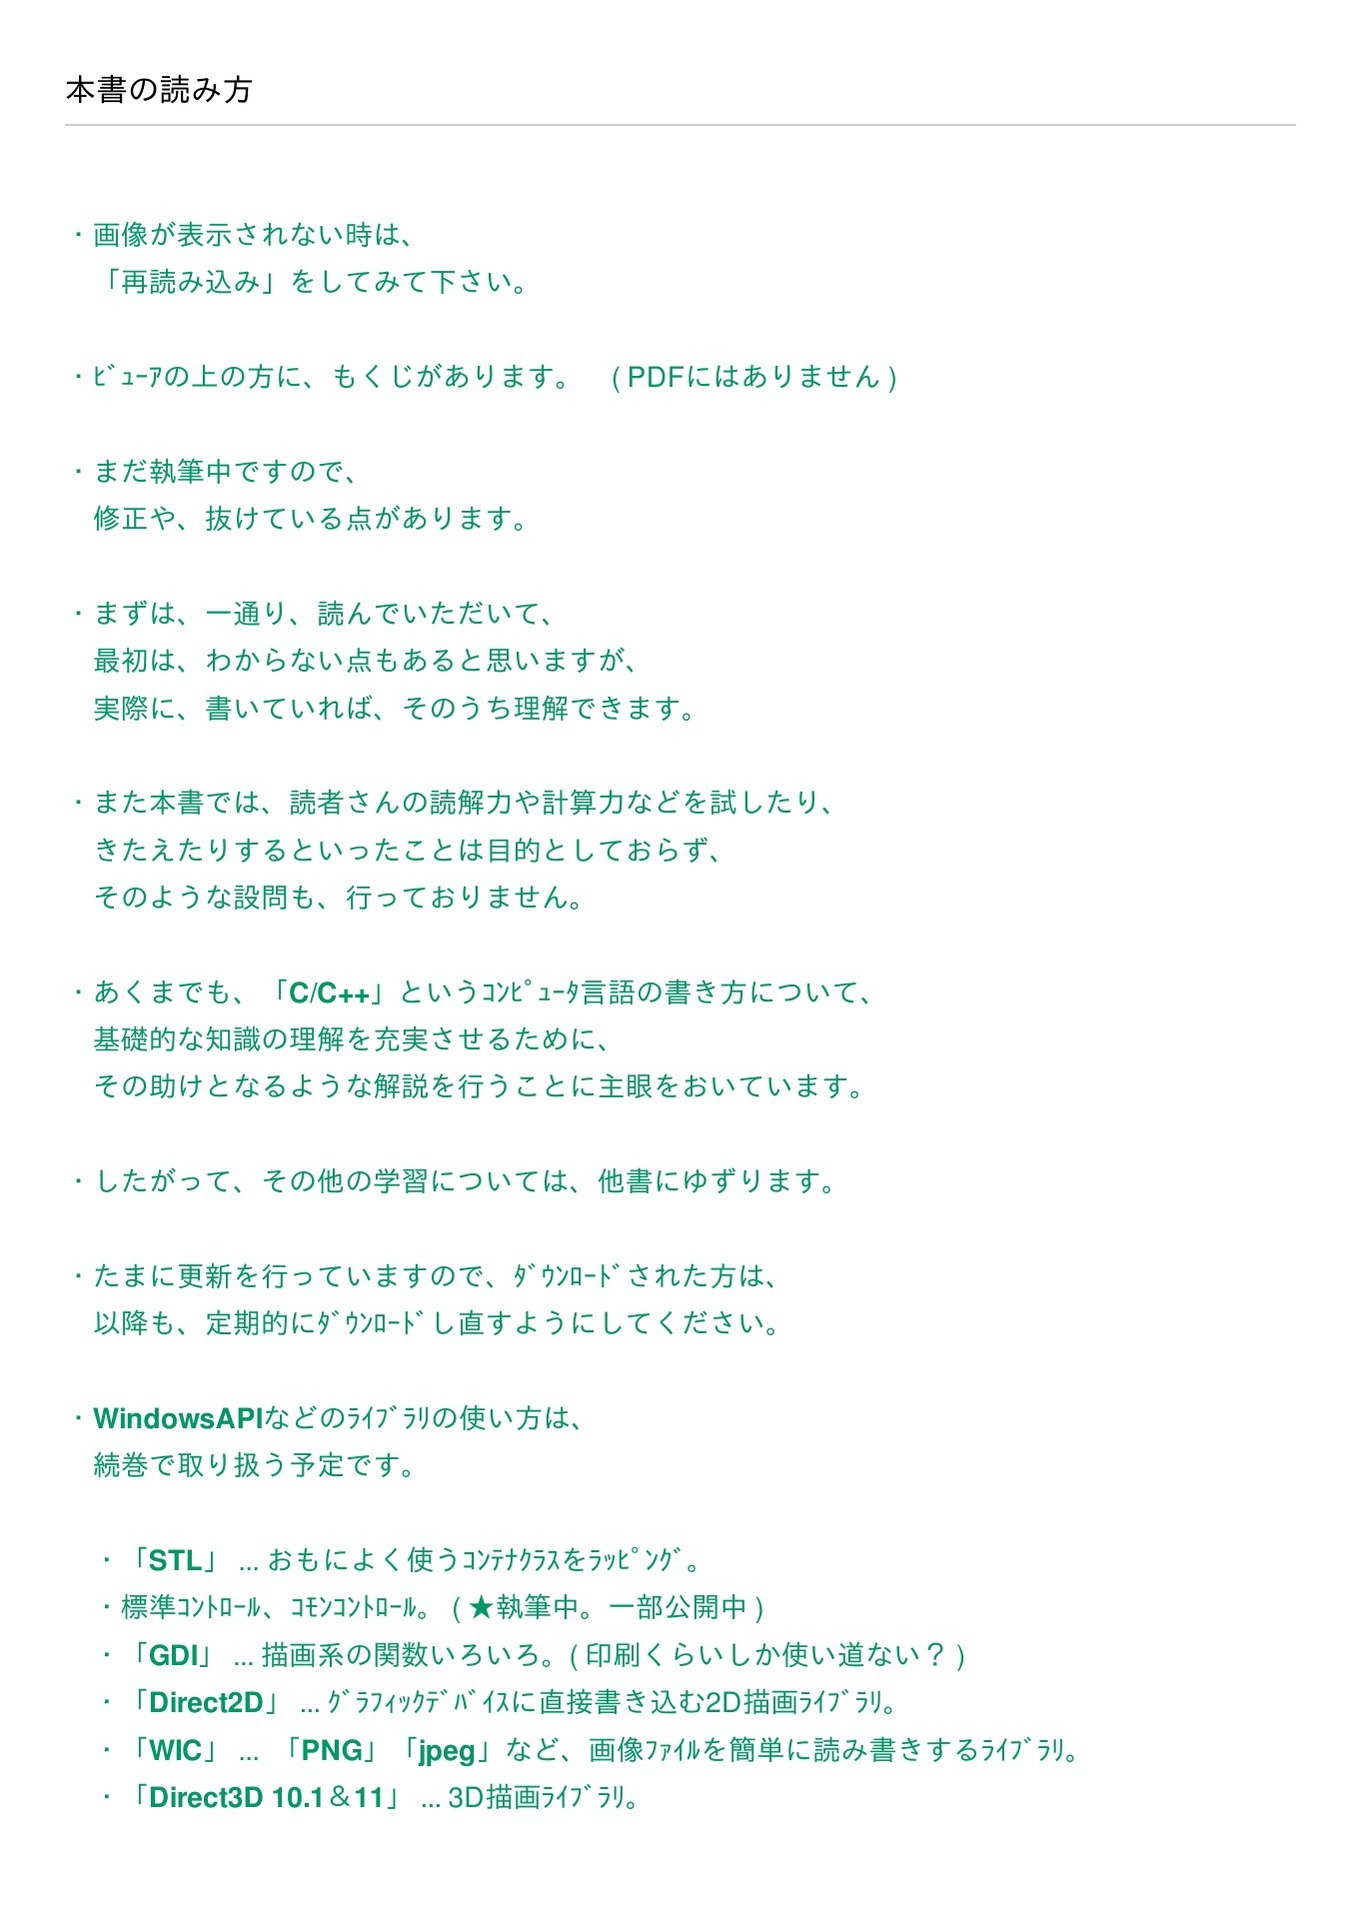 本書の読み方
・画像が表示されない時は、
「再読み込み」をしてみて下さい。
・ﾋﾞｭｰｱの上の方に、もくじがあります。　( PDFにはありません )
・まだ執筆中ですので、
修正や、抜けている点があります。
・まずは、一通り、読んでいただいて、
最初は、わからない点もあると思いますが、
実際に、書いていれば、そのうち理解できます。
・また本書では、読者さんの読解力や計算力などを試したり、
きたえたりするといったことは目的としておらず、
そのような設問も、行っておりません。
・あくまでも、「C/C++」というｺﾝﾋﾟｭｰﾀ言語の書き方について、
基礎的な知識の理解を充実させるために、
その助けとなるような解説を行うことに主眼をおいています。
・したがって、その他の学習については、他書にゆずります。
・たまに更新を行っていますので、ﾀﾞｳﾝﾛｰﾄﾞされた方は、
以降も、定期的にﾀﾞｳﾝﾛｰﾄﾞし直すようにしてください。
・WindowsAPIなどのﾗｲﾌﾞﾗﾘの使い方は、
続巻で取り扱う予定です。
・「STL」 ... おもによく使うｺﾝﾃﾅｸﾗｽをﾗｯﾋﾟﾝｸﾞ。
・標準ｺﾝﾄﾛｰﾙ、ｺﾓﾝｺﾝﾄﾛｰﾙ。 ( ★執筆中。一部公開中 )
・「GDI」 ... 描画系の関数いろいろ。( 印刷くらいしか使い道ない？ )
・「Direct2D」 ... ｸﾞﾗﾌｨｯｸﾃﾞﾊﾞｲｽに直接書き込む2D描画ﾗｲﾌﾞﾗﾘ。
・「WIC」 ... 「PNG」「jpeg」など、画像ﾌｧｲﾙを簡単に読み書きするﾗｲﾌﾞﾗﾘ。
・「Direct3D 10.1＆11」 ... 3D描画ﾗｲﾌﾞﾗﾘ。